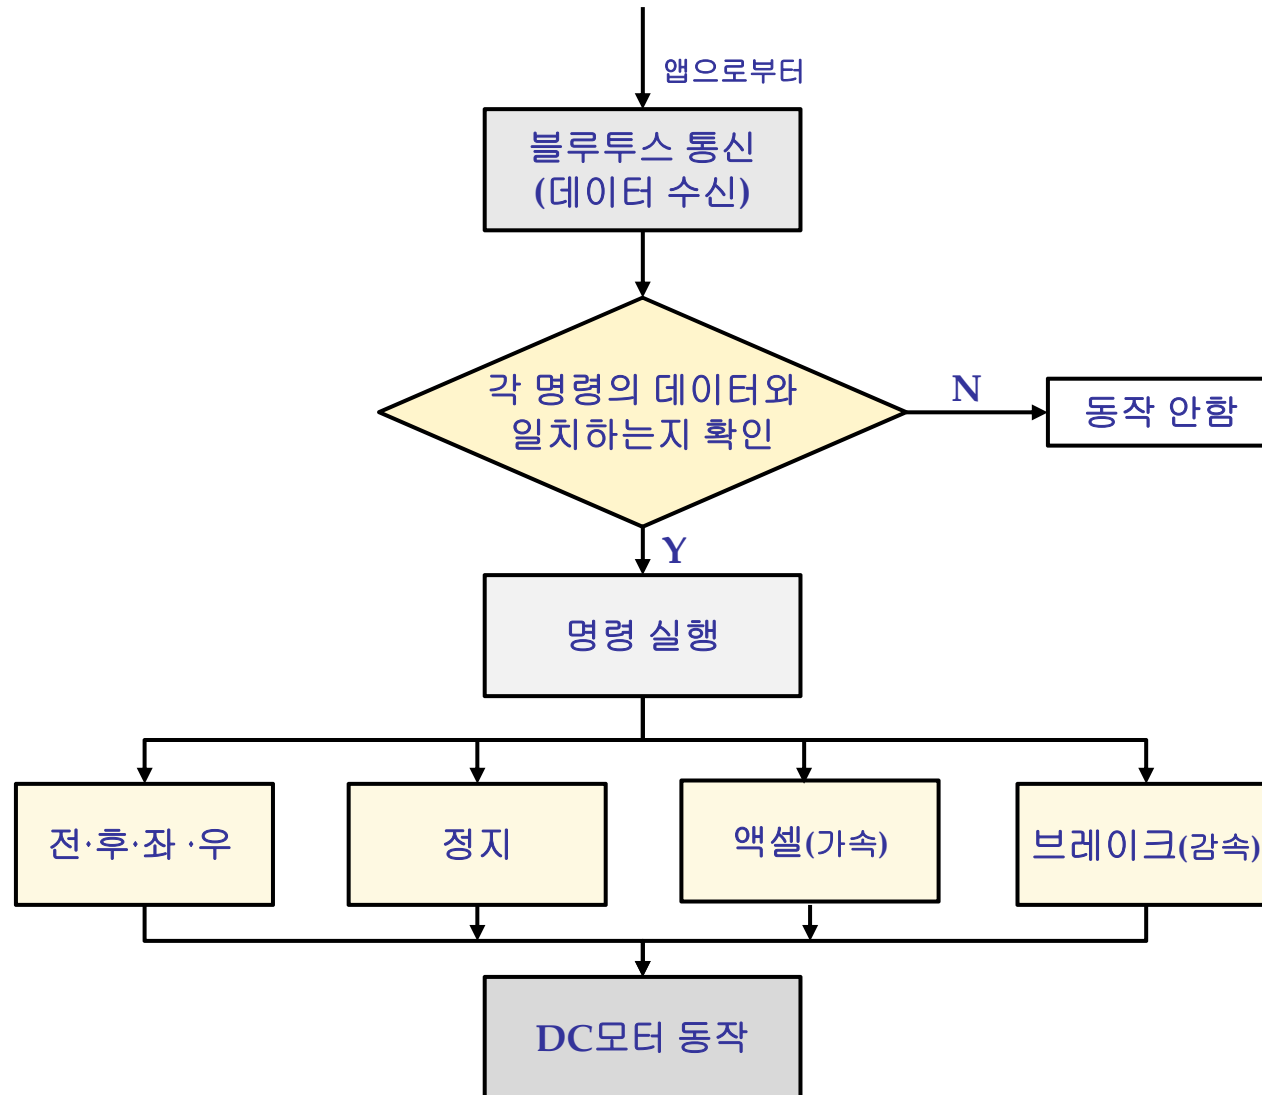 앱으로부터
블루투스 통신
(데이터 수신)
각 명령의 데이터와
일치하는지 확인
N
동작 안함
Y
명령 실행
전·후·좌 ·우
정지
액셀(가속)
브레이크(감속)
DC모터 동작